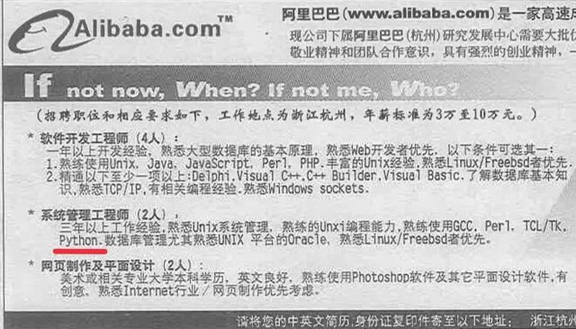 Alibaba.com™
阿里巴巴(www.alibaba.com)是一家高速成
现公司下属阿里巴巴(杭州)研究发展中心需要大批优
敬业精神和团队合作意识，具有强烈的创业精神，一
If not now, When? If not me, Who?
(招聘职位和相应要求如下，工作地点为浙江杭州，年薪标准为3万至10万元。)
* 软件开发工程师(4人)：
一年以上开发经验，熟悉大型数据库的基本原理，熟悉Web开发者优先，以下条件可选其一：
1.熟练使用Unix, Java, JavaScript, Perl, PHP.丰富的Unix经验,熟悉Linux/Freebsd者优先.
2.精通以下至少一项以上:Delphi,Visual C++,C++ Builder,Visual Basic.了解数据库基本知
识,熟悉TCP/IP,有相关编程经验,熟悉Windows sockets.
* 系统管理工程师(2人)：
三年以上工作经验,熟悉Unix系统管理，熟练的Unxi编程能力,熟练使用GCC, Perl, TCL/Tk,
Python.数据库管理尤其熟悉UNIX 平台的Oracle，熟悉Linux/Freebsd者优先。
* 网页制作及平面设计(2人)：
美术或相关专业大学本科学历，英文良好，熟练使用Photoshop软件及其它平面设计软件,有
创意，熟悉Internet行业／网页制作优先考虑。
请将您的中英文简历,身份证复印件寄至以下地址： 浙江杭州